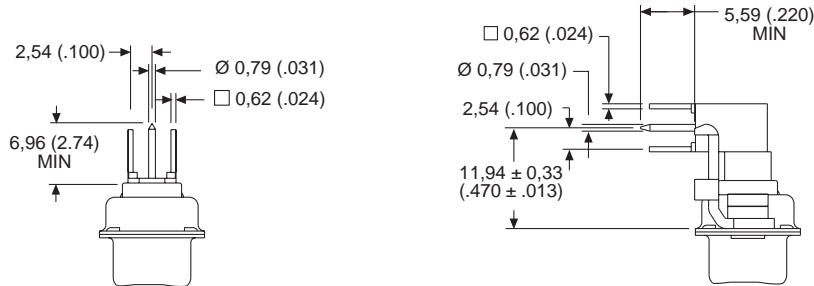 2,54 (.100)
Ø 0,79 (.031)
□ 0,62 (.024)
6,96 (2.74)
MIN
5,59 (.220)
MIN
□ 0,62 (.024)
Ø 0,79 (.031)
2,54 (.100)
11,94 ± 0,33
(.470 ± .013)